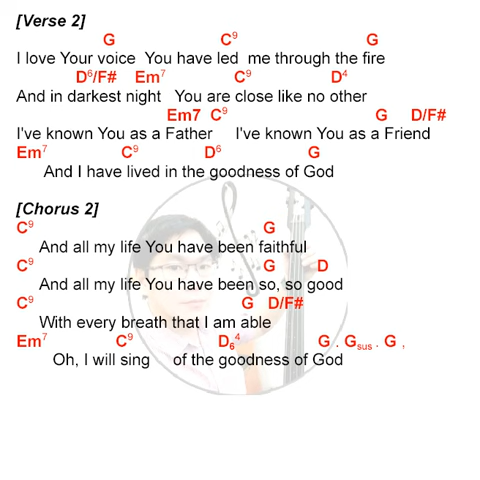 [Verse 2]
G C9 G
I love Your voice You have led me through the fire
D6/F# Em7 C9 D4
And in darkest night You are close like no other
Em7 C9 G D/F#
I've known You as a Father I've known You as a Friend
Em7 C9 D6 G
And I have lived in the goodness of God
[Chorus 2]
C9 G
And all my life You have been faithful
C9 G D
And all my life You have been so, so good
C9 G D/F#
With every breath that I am able
Em7 C9 D64 G . Gsus . G ,
Oh, I will sing of the goodness of God